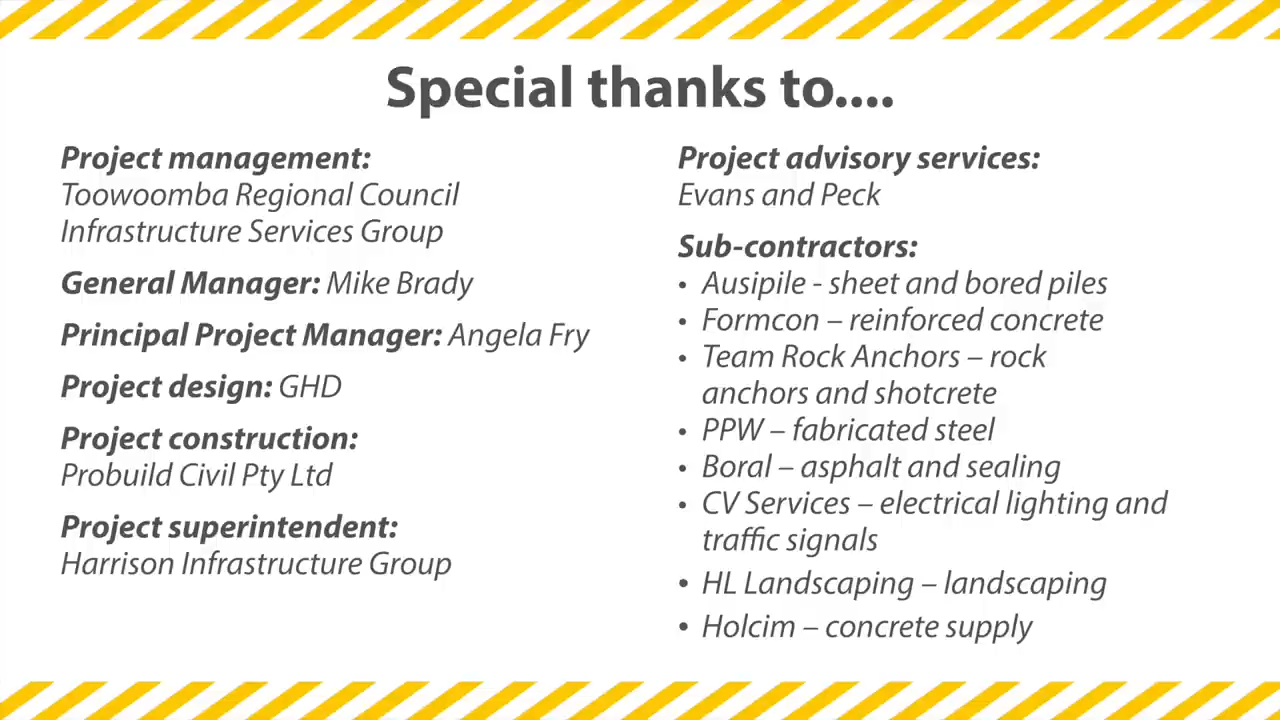 Special thanks to....
Project management:
Toowoomba Regional Council
Infrastructure Services Group
General Manager: Mike Brady
Principal Project Manager: Angela Fry
Project design: GHD
Project construction:
Probuild Civil Pty Ltd
Project superintendent:
Harrison Infrastructure Group
Project advisory services:
Evans and Peck
Sub-contractors:
• Ausipile - sheet and bored piles
• Formcon – reinforced concrete
• Team Rock Anchors – rock
anchors and shotcrete
• PPW – fabricated steel
• Boral – asphalt and sealing
• CV Services – electrical lighting and
traffic signals
• HL Landscaping – landscaping
• Holcim – concrete supply